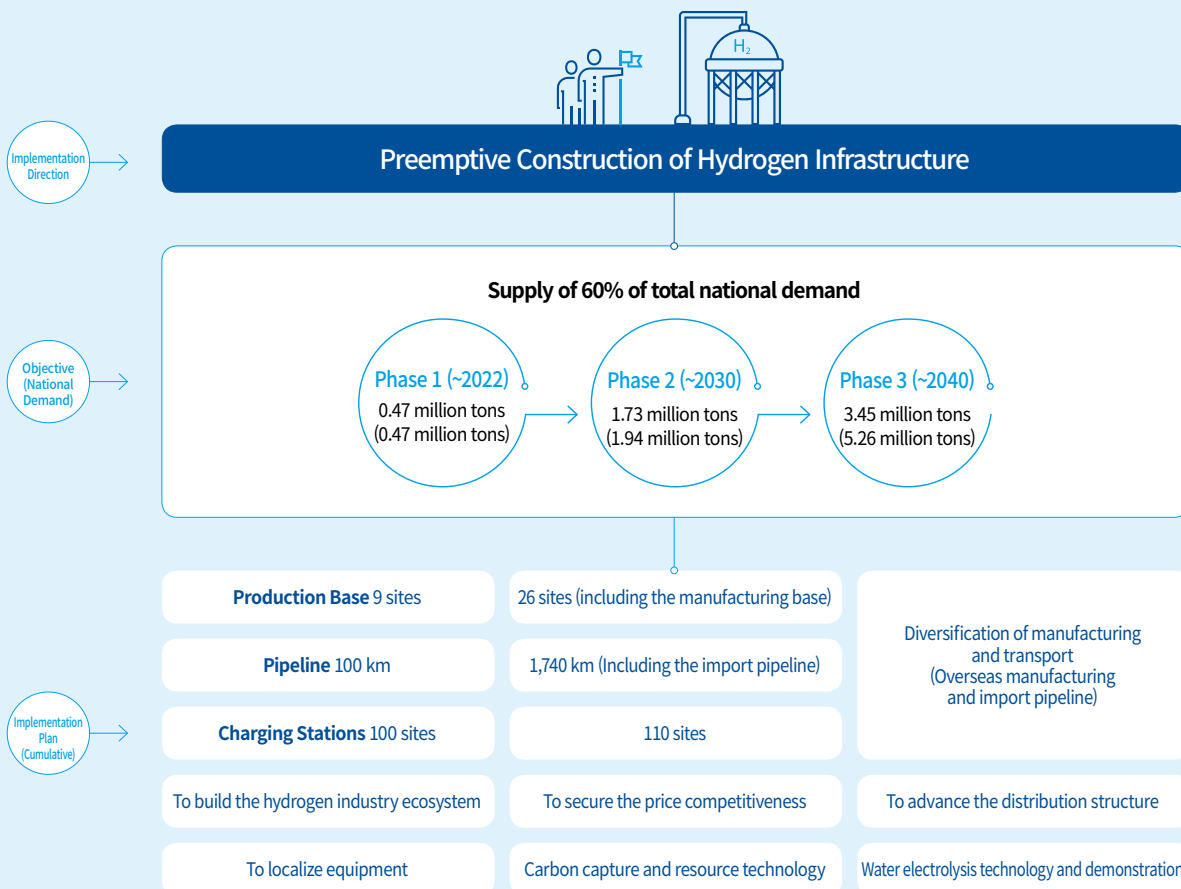 H₂
Implementation
Direction
Preemptive Construction of Hydrogen Infrastructure
Objective
(National
Demand)
Supply of 60% of total national demand
Phase 1 (~2022)
0.47 million tons
(0.47 million tons)
Phase 2 (~2030)
1.73 million tons
(1.94 million tons)
Phase 3 (~2040)
3.45 million tons
(5.26 million tons)
Implementation
Plan
(Cumulative)
Production Base 9 sites
26 sites (including the manufacturing base)
Diversification of manufacturing
and transport
(Overseas manufacturing
and import pipeline)
Pipeline 100 km
1,740 km (Including the import pipeline)
Charging Stations 100 sites
110 sites
To build the hydrogen industry ecosystem
To secure the price competitiveness
To advance the distribution structure
To localize equipment
Carbon capture and resource technology
Water electrolysis technology and demonstration